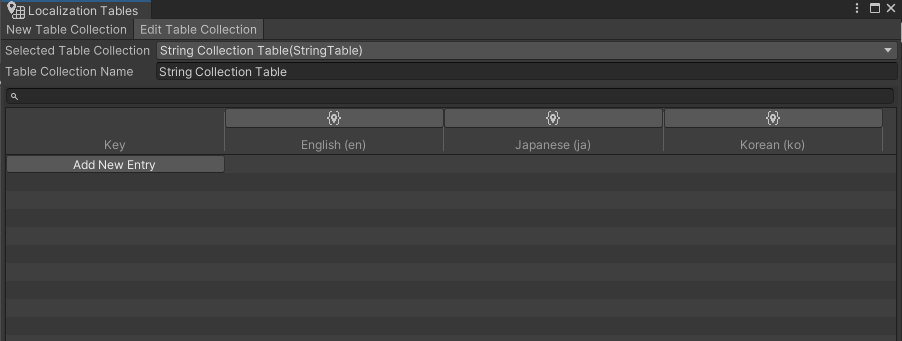 Localization Tables
New Table Collection Edit Table Collection
Selected Table Collection String Collection Table(StringTable)
Table Collection Name String Collection Table
Key English (en) Japanese (ja) Korean (ko)
Add New Entry